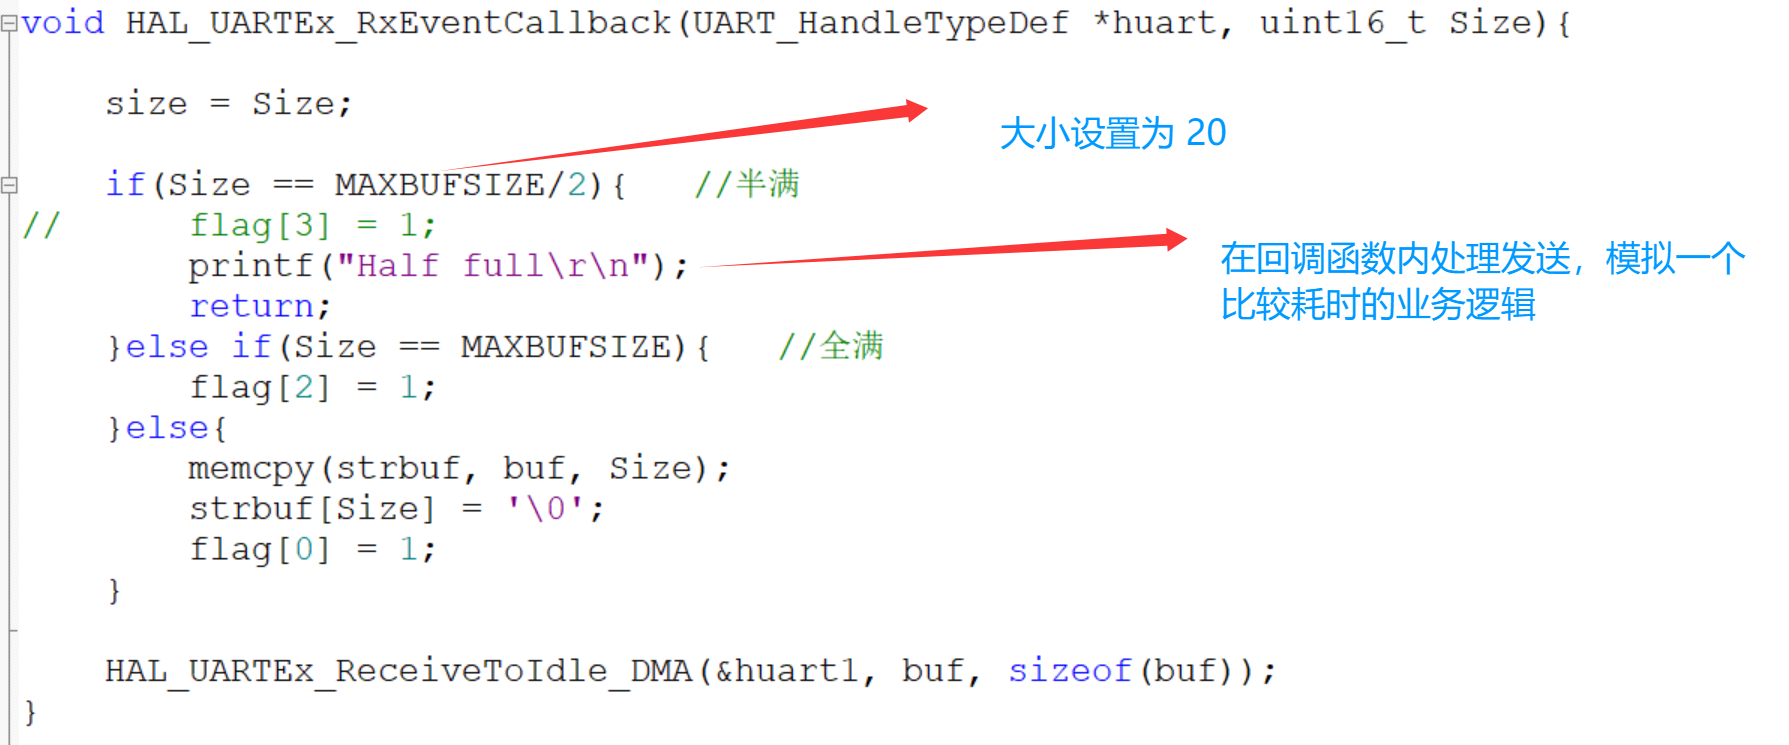 void HAL_UARTEx_RxEventCallback(UART_HandleTypeDef *huart, uint16_t Size){
size = Size;
大小设置为 20
if(Size == MAXBUFSIZE/2){ //半满
// flag[3] = 1;
printf("Half full\r\n");
在回调函数内处理发送，模拟一个
比较耗时的业务逻辑
return;
}else if(Size == MAXBUFSIZE){ //全满
flag[2] = 1;
}else{
memcpy(strbuf, buf, Size);
strbuf[Size] = '\0';
flag[0] = 1;
}
HAL_UARTEx_ReceiveToIdle_DMA(&huart1, buf, sizeof(buf));
}